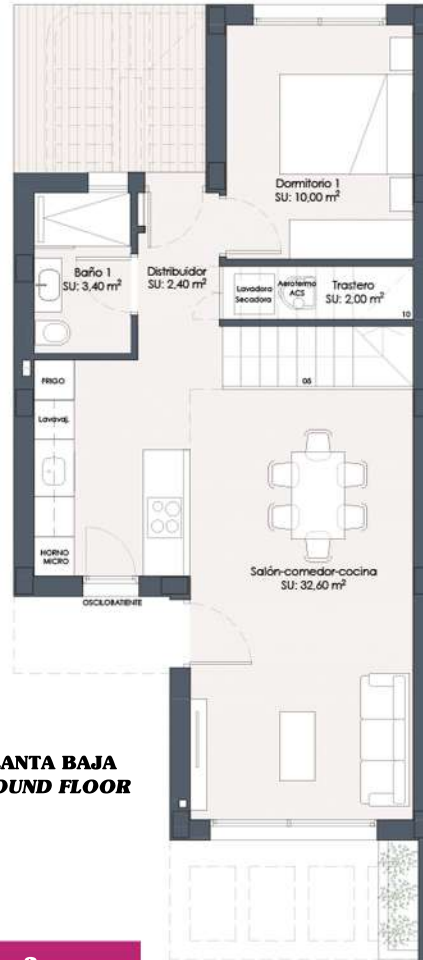 Dormitorio 1
SU: 10,00 m²
Baño 1
SU: 3,40 m²
Distribuidor
SU: 2,40 m²
Lavadora
Secadora
Aerotermo
ACS
Trastero
SU: 2,00 m²
10
FRIGO
Lavavaj.
05
HORNO
MICRO
OSCILOBATIENTE
Salón-comedor-cocina
SU: 32,60 m²
LANTA BAJA
OUND FLOOR